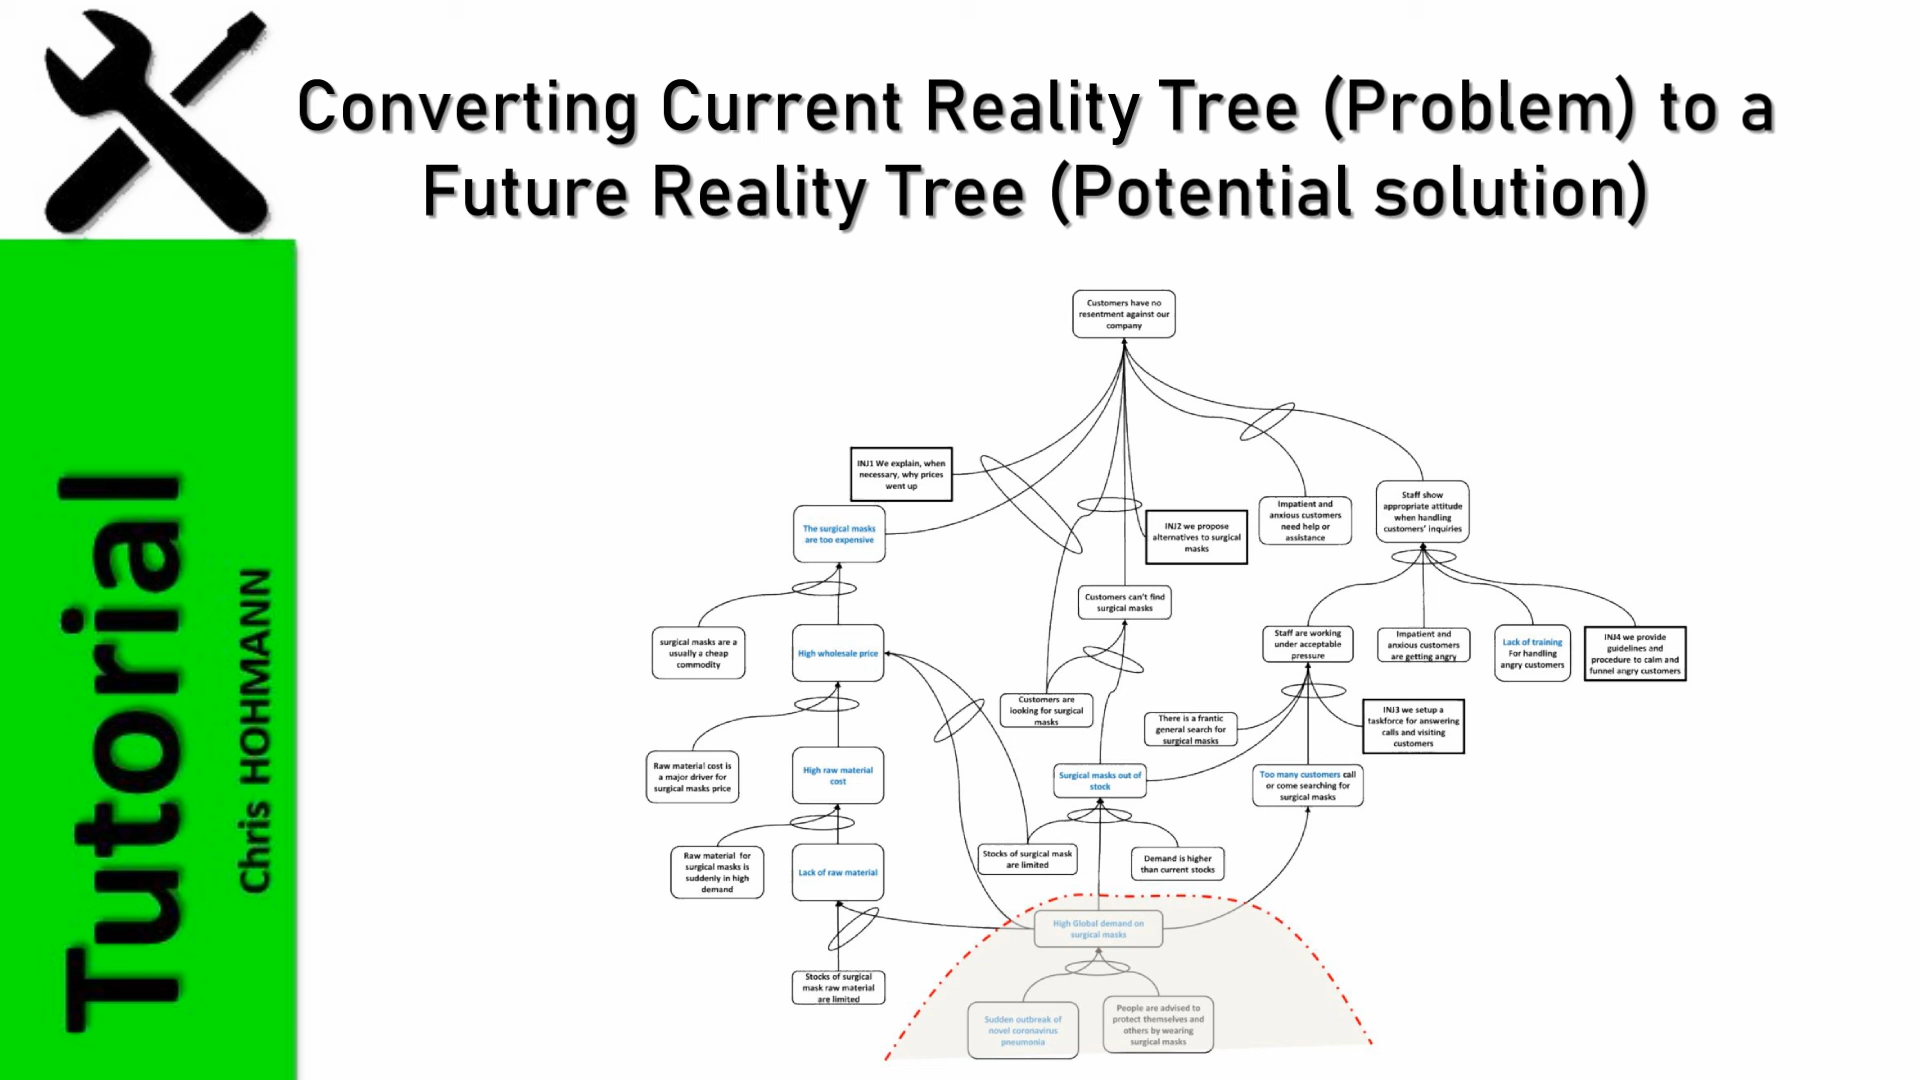 Converting Current Reality Tree (Problem) to a
Future Reality Tree (Potential solution)
Tutorial
Chris HOHMANN
Customers have no
resentment against our
company
INJ1 We explain, when
necessary, why prices
went up
The surgical masks
are too expensive
INJ2 we propose
alternatives to surgical
masks
Impatient and
anxious customers
need help or
assistance
Staff show
appropriate attitude
when handling
customers' inquiries
Customers can't find
surgical masks
surgical masks are a
usually a cheap
commodity
High wholesale price
Staff are working
under acceptable
pressure
Impatient and
anxious customers
are getting angry
Lack of training
For handling
angry customers
INJ4 we provide
guidelines and
procedure to calm and
funnel angry customers
Customers are
looking for surgical
masks
There is a frantic
general search for
surgical masks
INJ3 we setup a
taskforce for answering
calls and visiting
customers
Raw material cost is
a major driver for
surgical masks price
High raw material
cost
Surgical masks out of
stock
Too many customers call
or come searching for
surgical masks
Raw material for
surgical masks is
suddenly in high
demand
Lack of raw material
Stocks of surgical mask
are limited
Demand is higher
than current stocks
High Global demand on
surgical masks
Stocks of surgical
mask raw material
are limited
Sudden outbreak of
novel coronavirus
pneumonia
People are advised to
protect themselves and
others by wearing
surgical masks